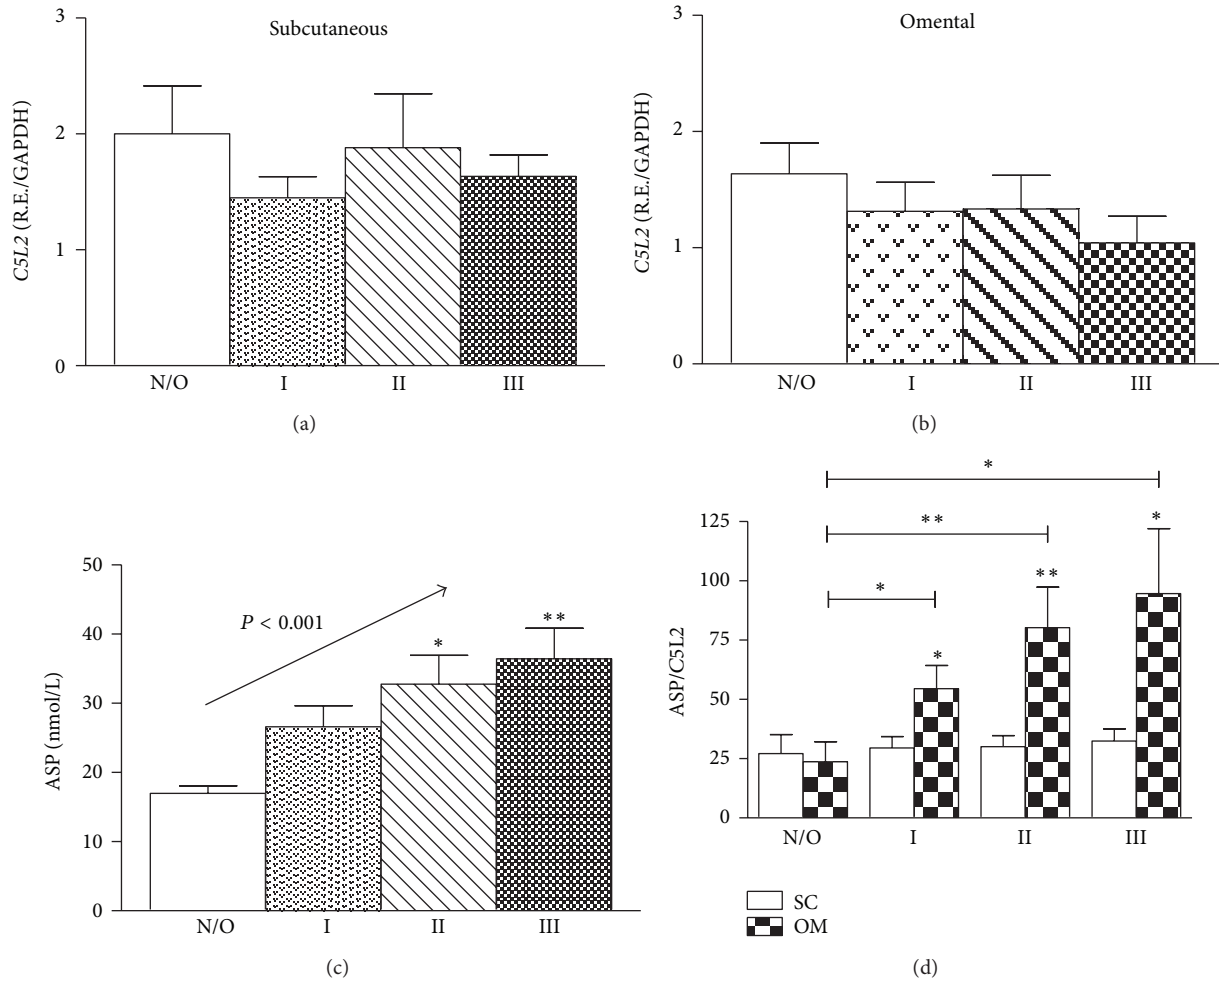 Subcutaneous
C5L2 (R.E./GAPDH)
3
2
1
0
N/O I II III
(a)
Omental
C5L2 (R.E./GAPDH)
3
2
1
0
N/O I II III
(b)
ASP (nmol/L)
50
40
30
20
10
0
P < 0.001
*
**
N/O I II III
(c)
ASP/C5L2
125
100
75
50
25
0
*
**
*
*
**
*
N/O I II III
SC
OM
(d)